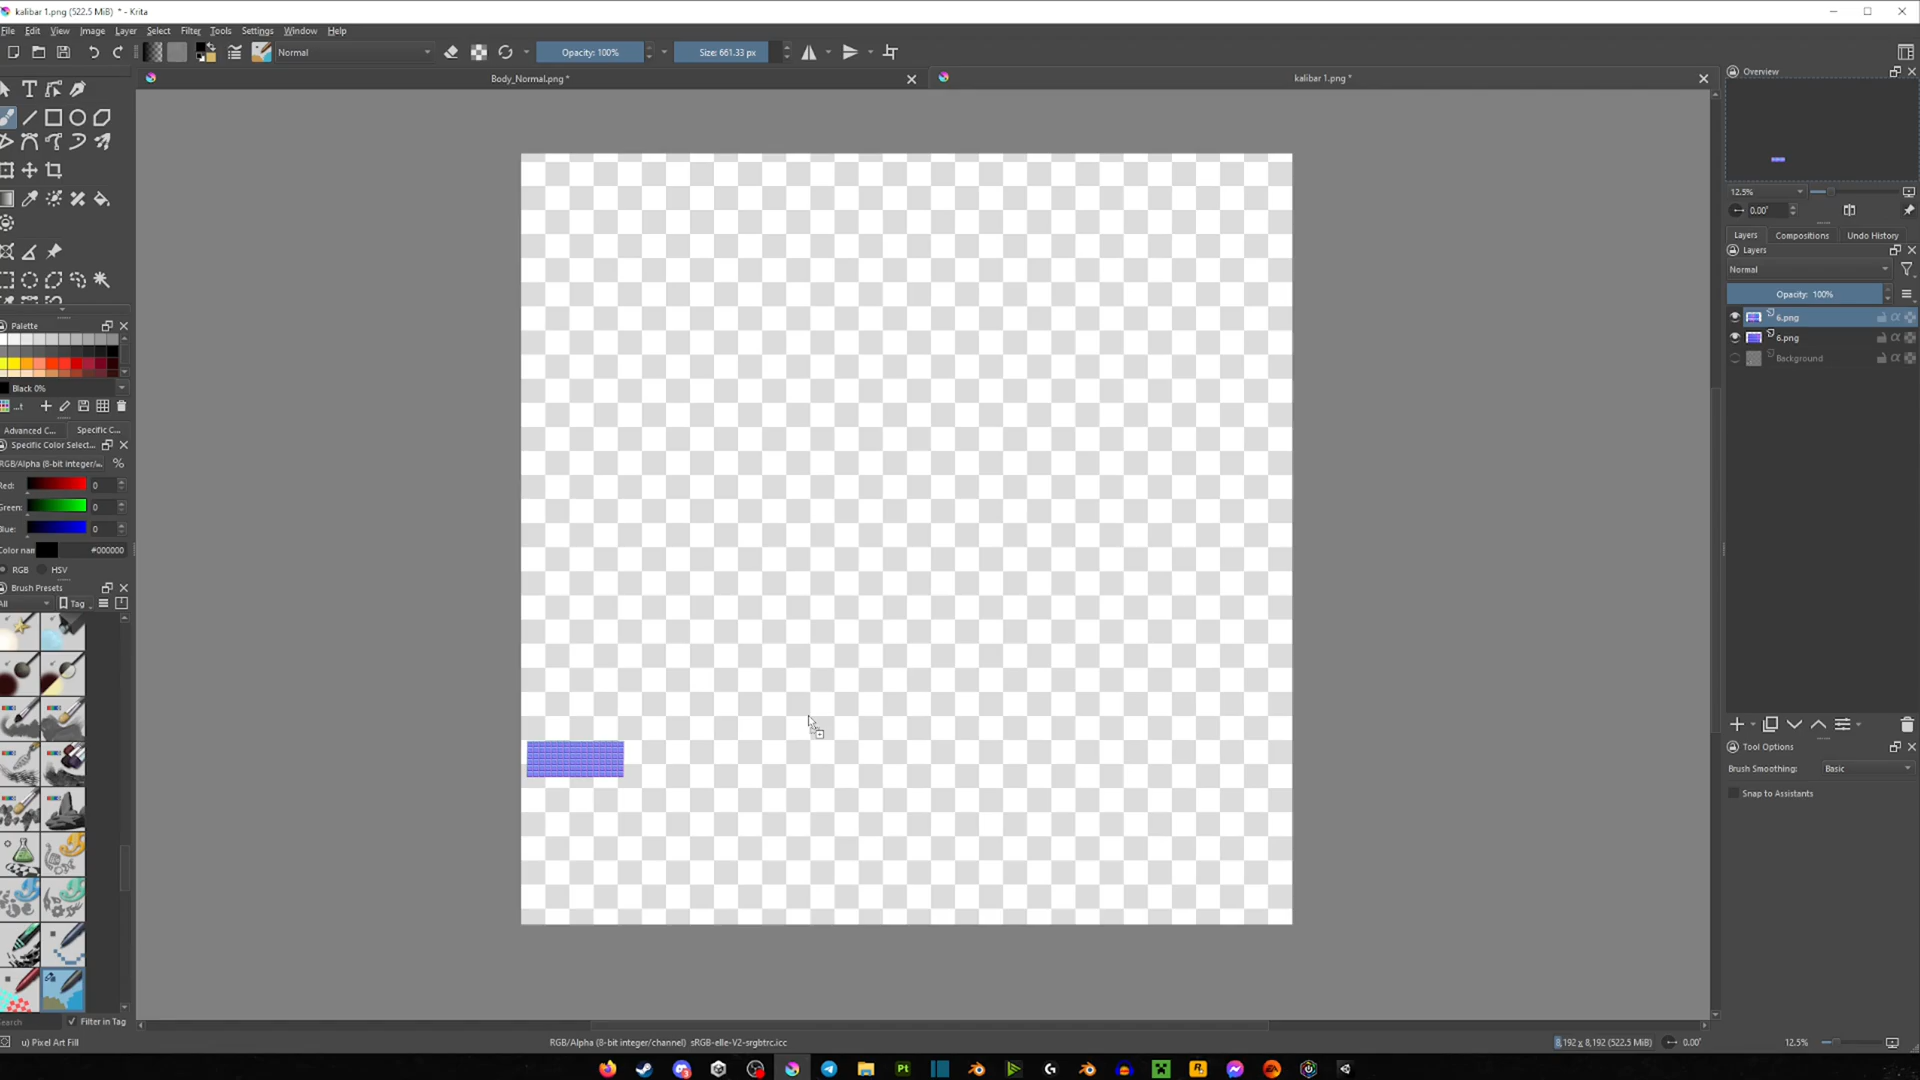 kalibar 1.png (522.5 MiB) * - Krita
File Edit View Image Layer Select Filter Tools Settings Window Help
Normal Opacity: 100% Size: 661.33 px
Body_Normal.png * kalibar 1.png *
Overview
12.5%
0.00°
Layers Compositions Undo History
Layers
Normal
Opacity: 100%
6.png
6.png
Background
Tool Options
Brush Smoothing: Basic
Snap to Assistants
Palette
Black 0%
...t
Advanced C... Specific C...
Specific Color Select...
RGB/Alpha (8-bit integer/... %
Red: 0
Green: 0
Blue: 0
Color nam #000000
RGB HSV
Brush Presets
All Tag
Search Filter in Tag
u) Pixel Art Fill RGB/Alpha (8-bit integer/channel) sRGB-elle-V2-srgbtrc.icc 8,192 x 8,192 (522.5 MiB) 0.00° 12.5%
Pt